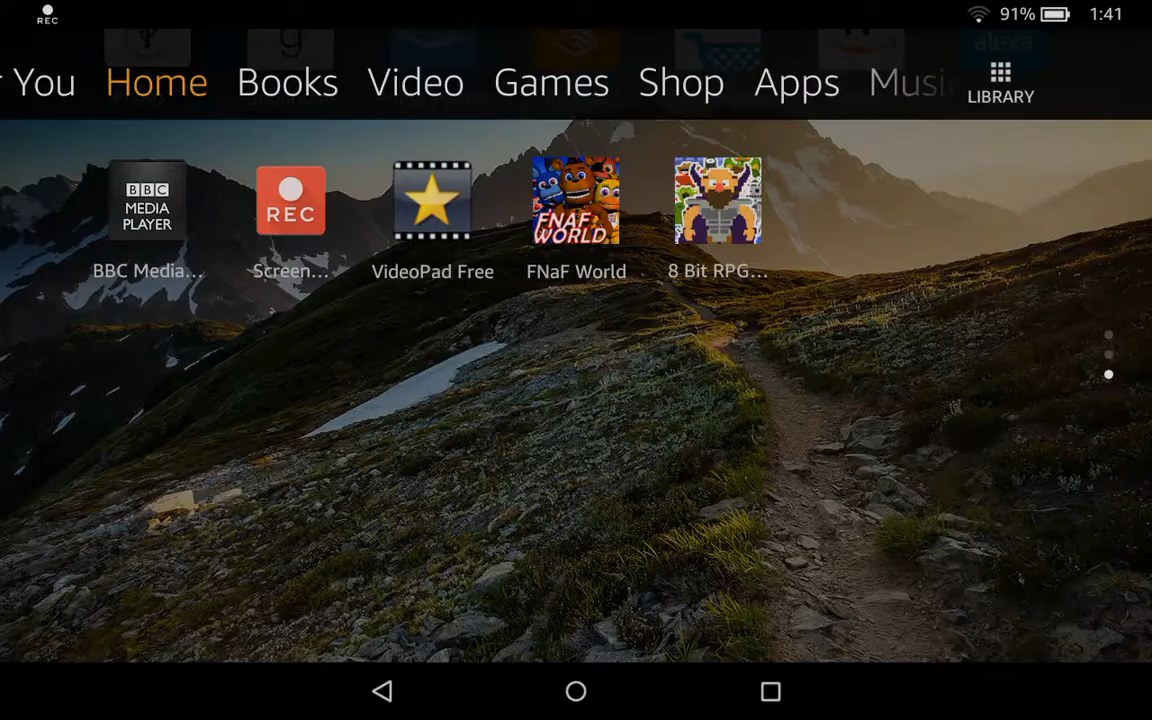 REC
91% 1:41
You Home Books Video Games Shop Apps Musi
LIBRARY
alexa
BBC
MEDIA
PLAYER
REC
FNAF
WORLD
BBC Media... Screen... VideoPad Free FNaF World 8 Bit RPG...